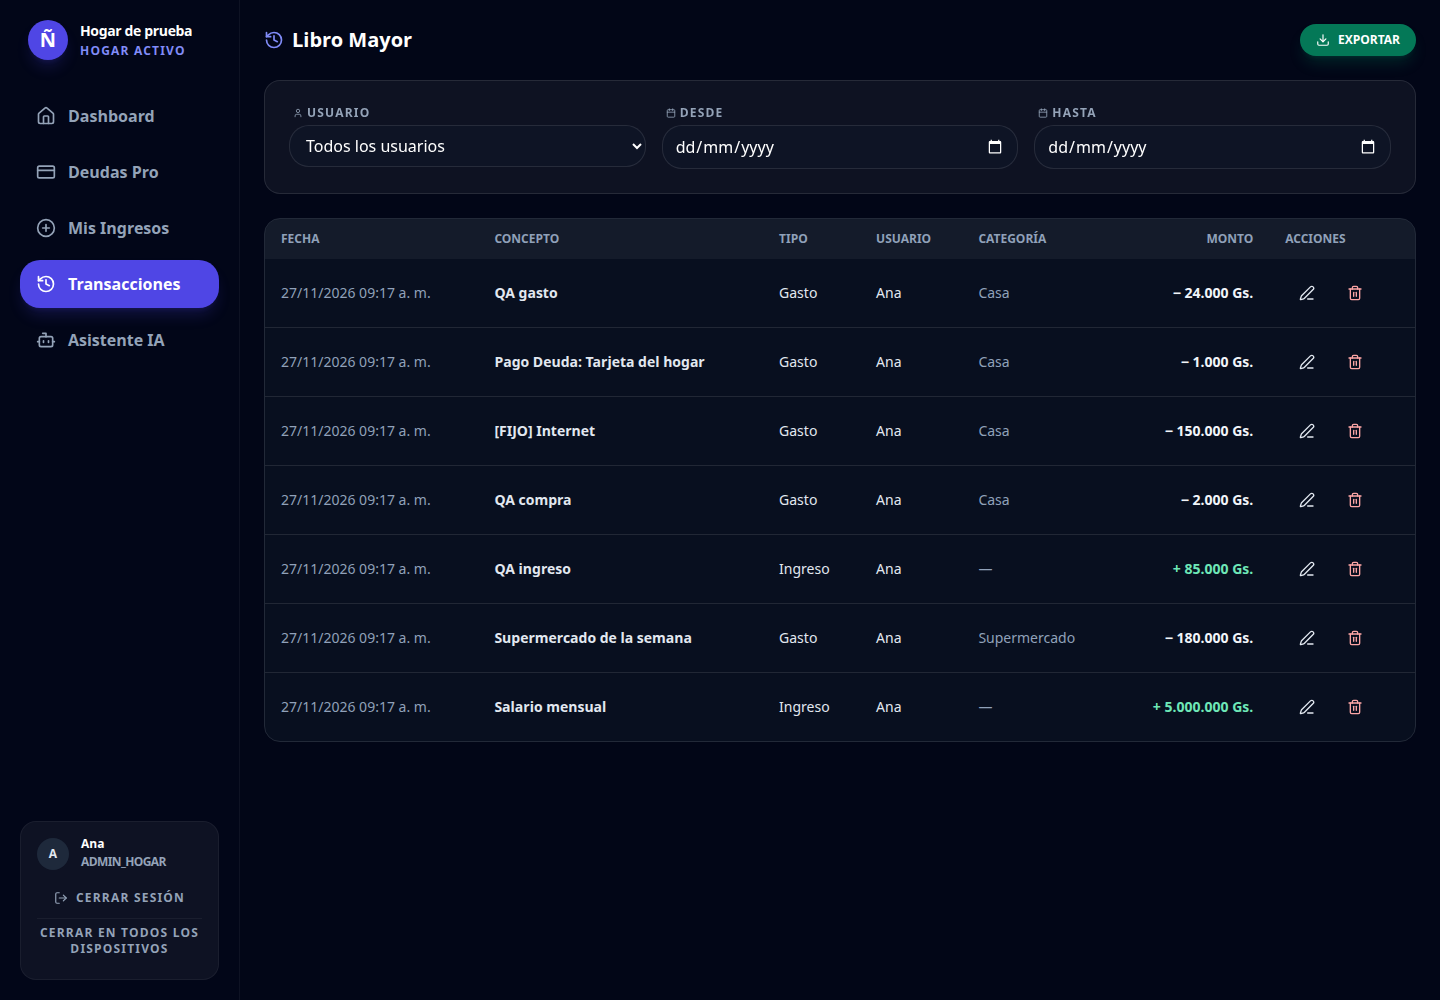 Ñ
Hogar de prueba
HOGAR ACTIVO
Dashboard
Deudas Pro
Mis Ingresos
Transacciones
Asistente IA
A
Ana
ADMIN_HOGAR
CERRAR SESIÓN
CERRAR EN TODOS LOS
DISPOSITIVOS
Libro Mayor
EXPORTAR
USUARIO DESDE HASTA
Todos los usuarios dd/mm/yyyy dd/mm/yyyy
FECHA CONCEPTO TIPO USUARIO CATEGORÍA MONTO ACCIONES
27/11/2026 09:17 a. m. QA gasto Gasto Ana Casa − 24.000 Gs.
27/11/2026 09:17 a. m. Pago Deuda: Tarjeta del hogar Gasto Ana Casa − 1.000 Gs.
27/11/2026 09:17 a. m. [FIJO] Internet Gasto Ana Casa − 150.000 Gs.
27/11/2026 09:17 a. m. QA compra Gasto Ana Casa − 2.000 Gs.
27/11/2026 09:17 a. m. QA ingreso Ingreso Ana — + 85.000 Gs.
27/11/2026 09:17 a. m. Supermercado de la semana Gasto Ana Supermercado − 180.000 Gs.
27/11/2026 09:17 a. m. Salario mensual Ingreso Ana — + 5.000.000 Gs.